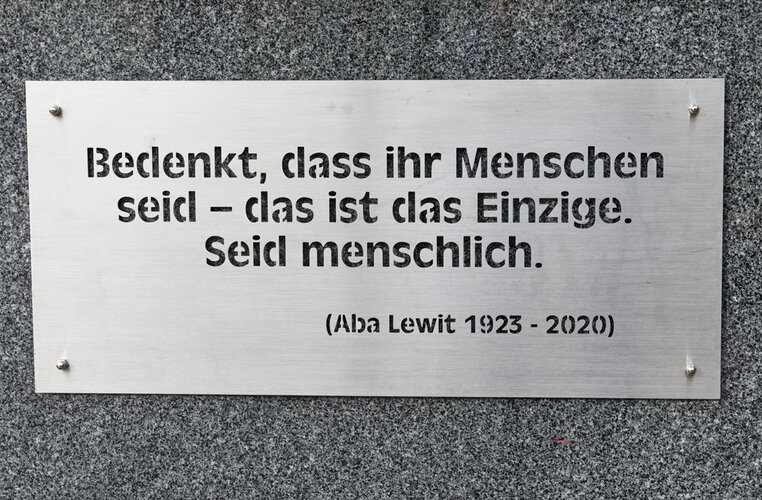 Bedenkt, dass ihr Menschen
seid – das ist das Einzige.
Seid menschlich.
(Aba Lewit 1923 - 2020)